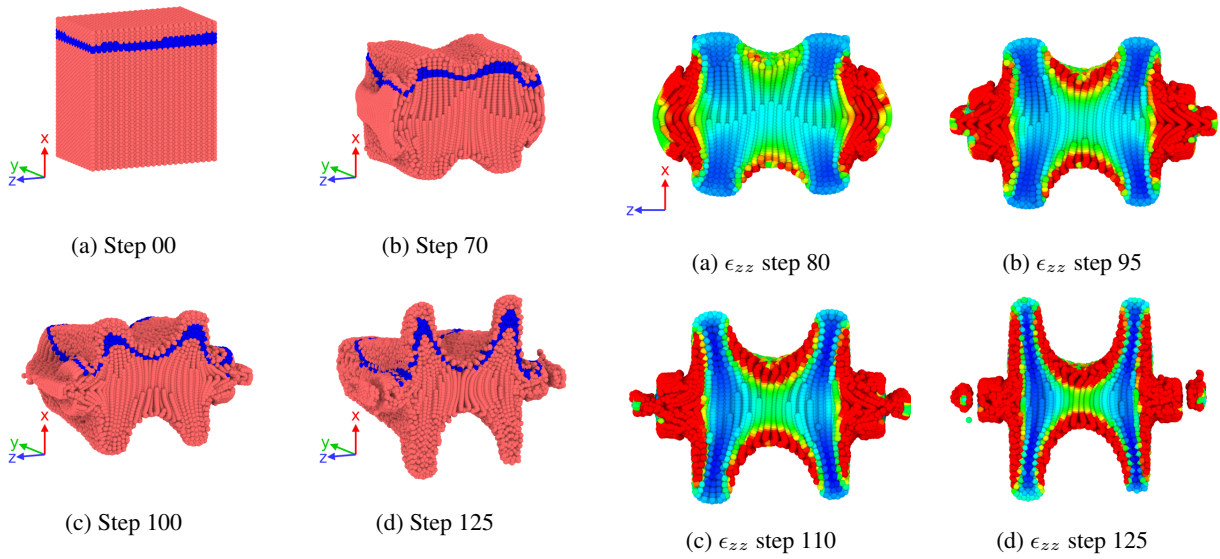 x
y
z
(a) Step 00
x
y
z
(b) Step 70
x
y
z
(c) Step 100
x
y
z
(d) Step 125
x
z
(a) ϵzz step 80
(b) ϵzz step 95
(c) ϵzz step 110
(d) ϵzz step 125